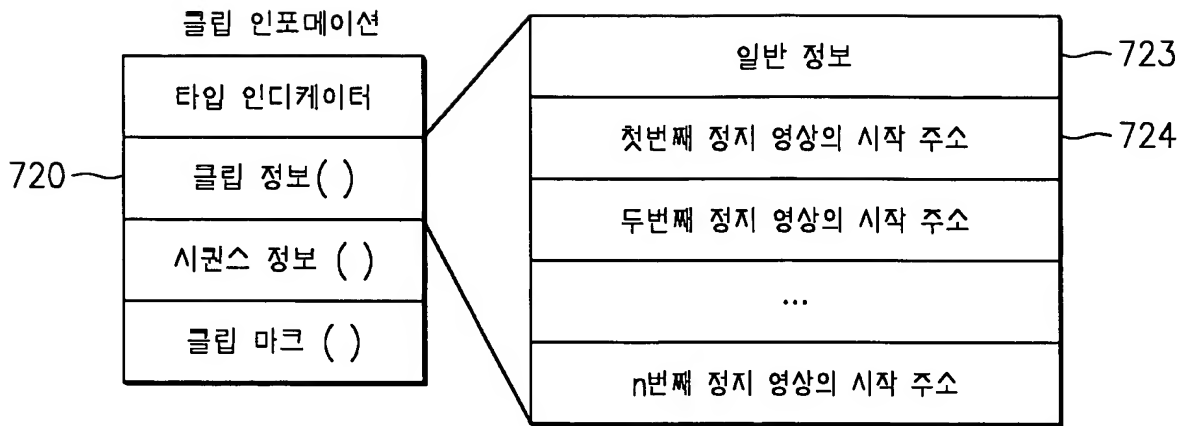 클립 인포메이션
타입 인디케이터
720
클립 정보( )
시퀀스 정보 ( )
클립 마크 ( )
일반 정보
723
첫번째 정지 영상의 시작 주소
724
두번째 정지 영상의 시작 주소
...
n번째 정지 영상의 시작 주소